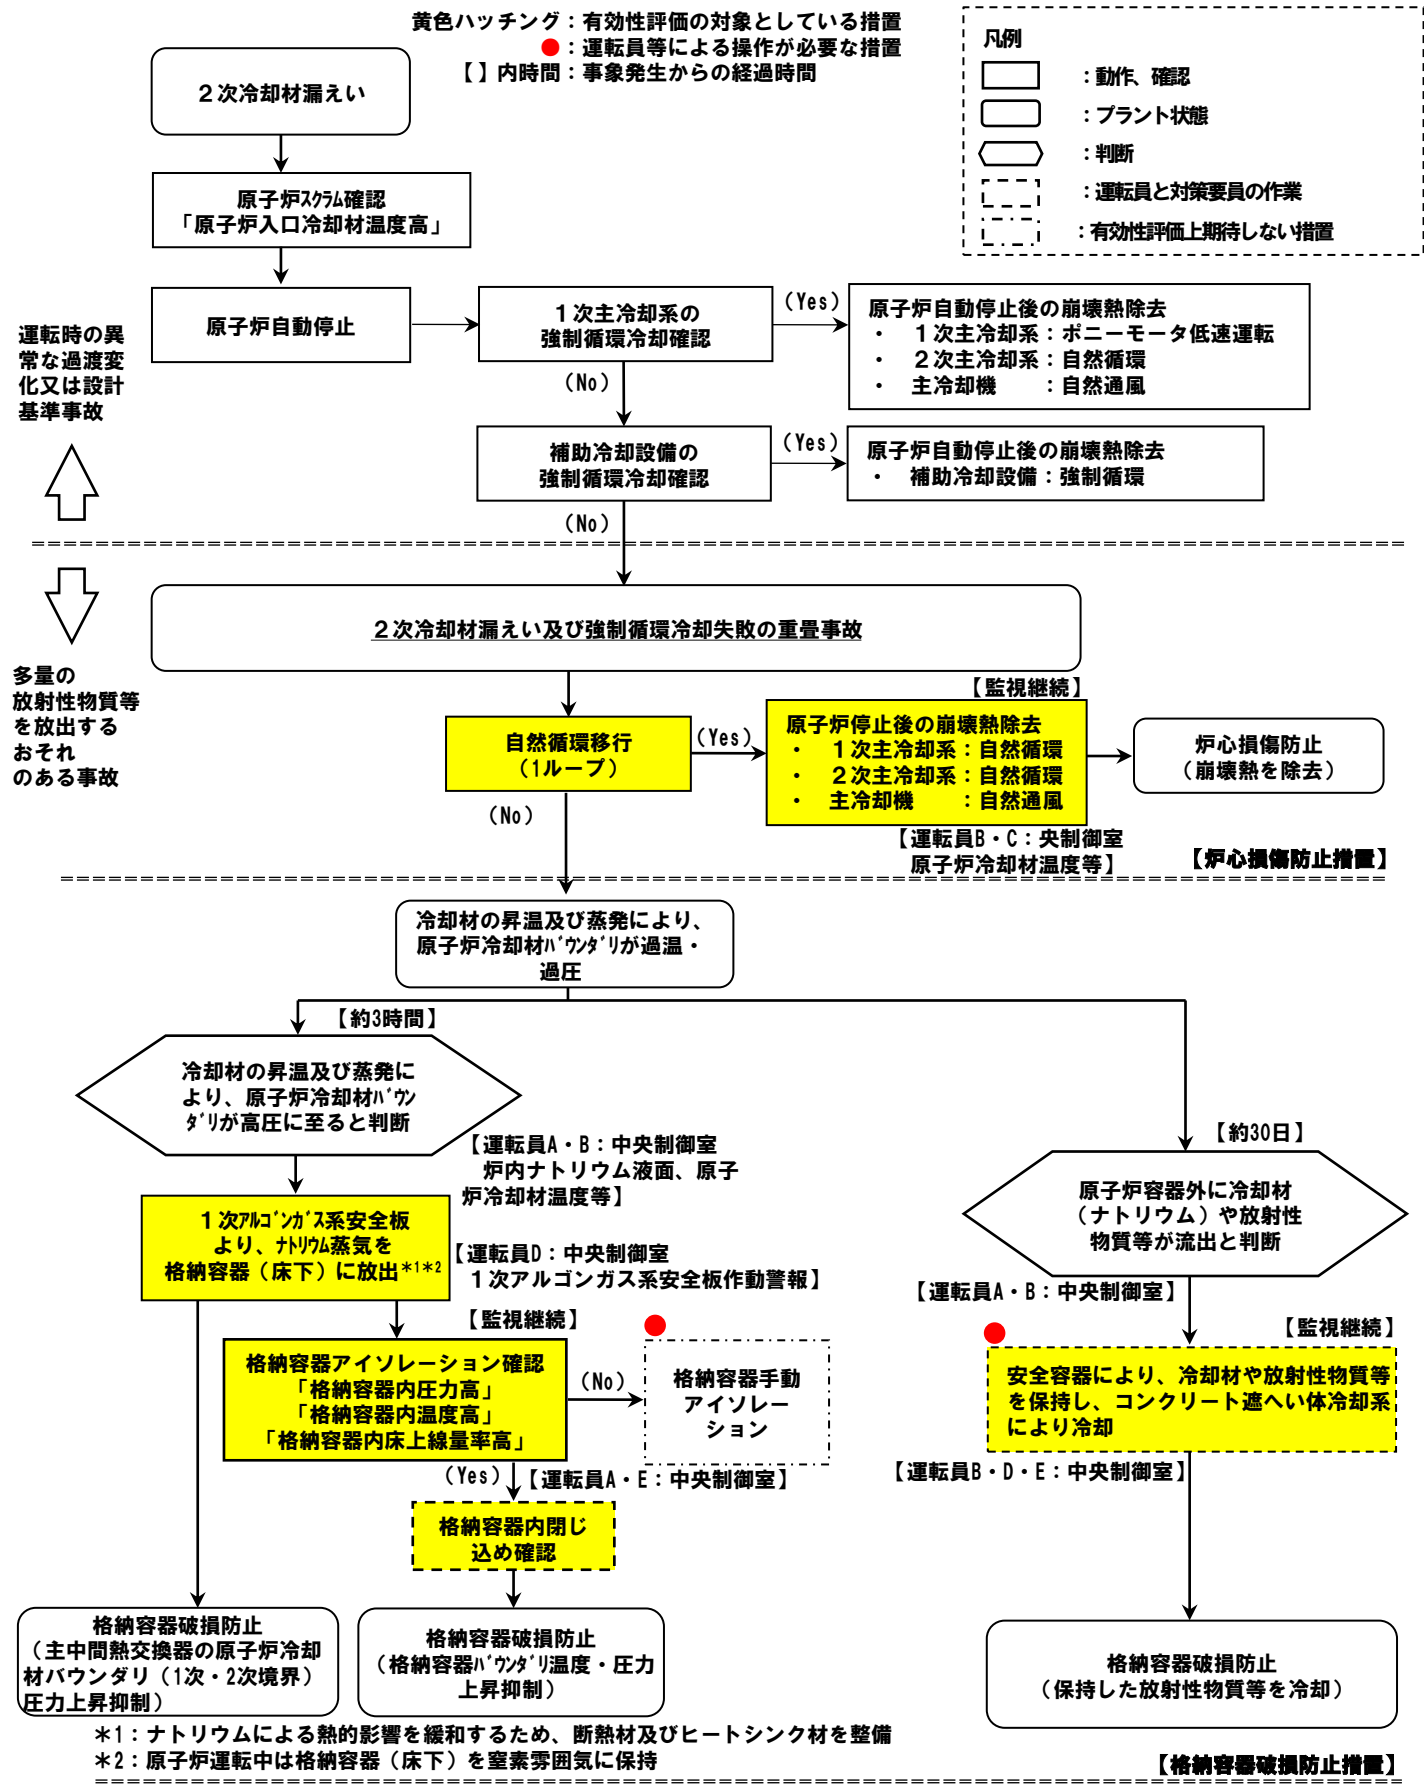 黄色ハッチング：有効性評価の対象としている措置
●：運転員等による操作が必要な措置
【】内時間：事象発生からの経過時間
凡例
：動作、確認
：プラント状態
：判断
：運転員と対策要員の作業
：有効性評価上期待しない措置
２次冷却材漏えい
原子炉ｽｸﾗﾑ確認
「原子炉入口冷却材温度高」
原子炉自動停止
１次主冷却系の
強制循環冷却確認
（Yes）
原子炉自動停止後の崩壊熱除去
・　１次主冷却系：ポニーモータ低速運転
・　２次主冷却系：自然循環
・　主冷却機　　：自然通風
（No）
運転時の異
常な過渡変
化又は設計
基準事故
補助冷却設備の
強制循環冷却確認
（Yes）
原子炉自動停止後の崩壊熱除去
・　補助冷却設備：強制循環
（No）
２次冷却材漏えい及び強制循環冷却失敗の重畳事故
多量の
放射性物質等
を放出する
おそれ
のある事故
自然循環移行
（1ループ）
（Yes）
【監視継続】
原子炉停止後の崩壊熱除去
・　１次主冷却系：自然循環
・　２次主冷却系：自然循環
・　主冷却機　　：自然通風
炉心損傷防止
（崩壊熱を除去）
（No）
【運転員B・C：央制御室
原子炉冷却材温度等】
【炉心損傷防止措置】
冷却材の昇温及び蒸発により、
原子炉冷却材ﾊﾞｳﾝﾀﾞﾘが過温・
過圧
【約3時間】
冷却材の昇温及び蒸発に
より、原子炉冷却材ﾊﾞｳﾝ
ﾀﾞﾘが高圧に至ると判断
【運転員A・B：中央制御室
炉内ナトリウム液面、原子
炉冷却材温度等】
【約30日】
原子炉容器外に冷却材
（ナトリウム）や放射性
物質等が流出と判断
１次ｱﾙｺﾞﾝｶﾞｽ系安全板
より、ﾅﾄﾘｳﾑ蒸気を
格納容器（床下）に放出*1*2
【運転員D：中央制御室
１次アルゴンガス系安全板作動警報】
【運転員A・B：中央制御室】
【監視継続】
【監視継続】
格納容器アイソレーション確認
「格納容器内圧力高」
「格納容器内温度高」
「格納容器内床上線量率高」
（No）
格納容器手動
アイソレー
ション
安全容器により、冷却材や放射性物質等
を保持し、コンクリート遮へい体冷却系
により冷却
（Yes）
【運転員A・E：中央制御室】
【運転員B・D・E：中央制御室】
格納容器内閉じ
込め確認
格納容器破損防止
（主中間熱交換器の原子炉冷却
材バウンダリ（1次・2次境界）
圧力上昇抑制）
格納容器破損防止
（格納容器ﾊﾞｳﾝﾀﾞﾘ温度・圧力
上昇抑制）
格納容器破損防止
（保持した放射性物質等を冷却）
＊1：ナトリウムによる熱的影響を緩和するため、断熱材及びヒートシンク材を整備
＊2：原子炉運転中は格納容器（床下）を窒素雰囲気に保持
【格納容器破損防止措置】